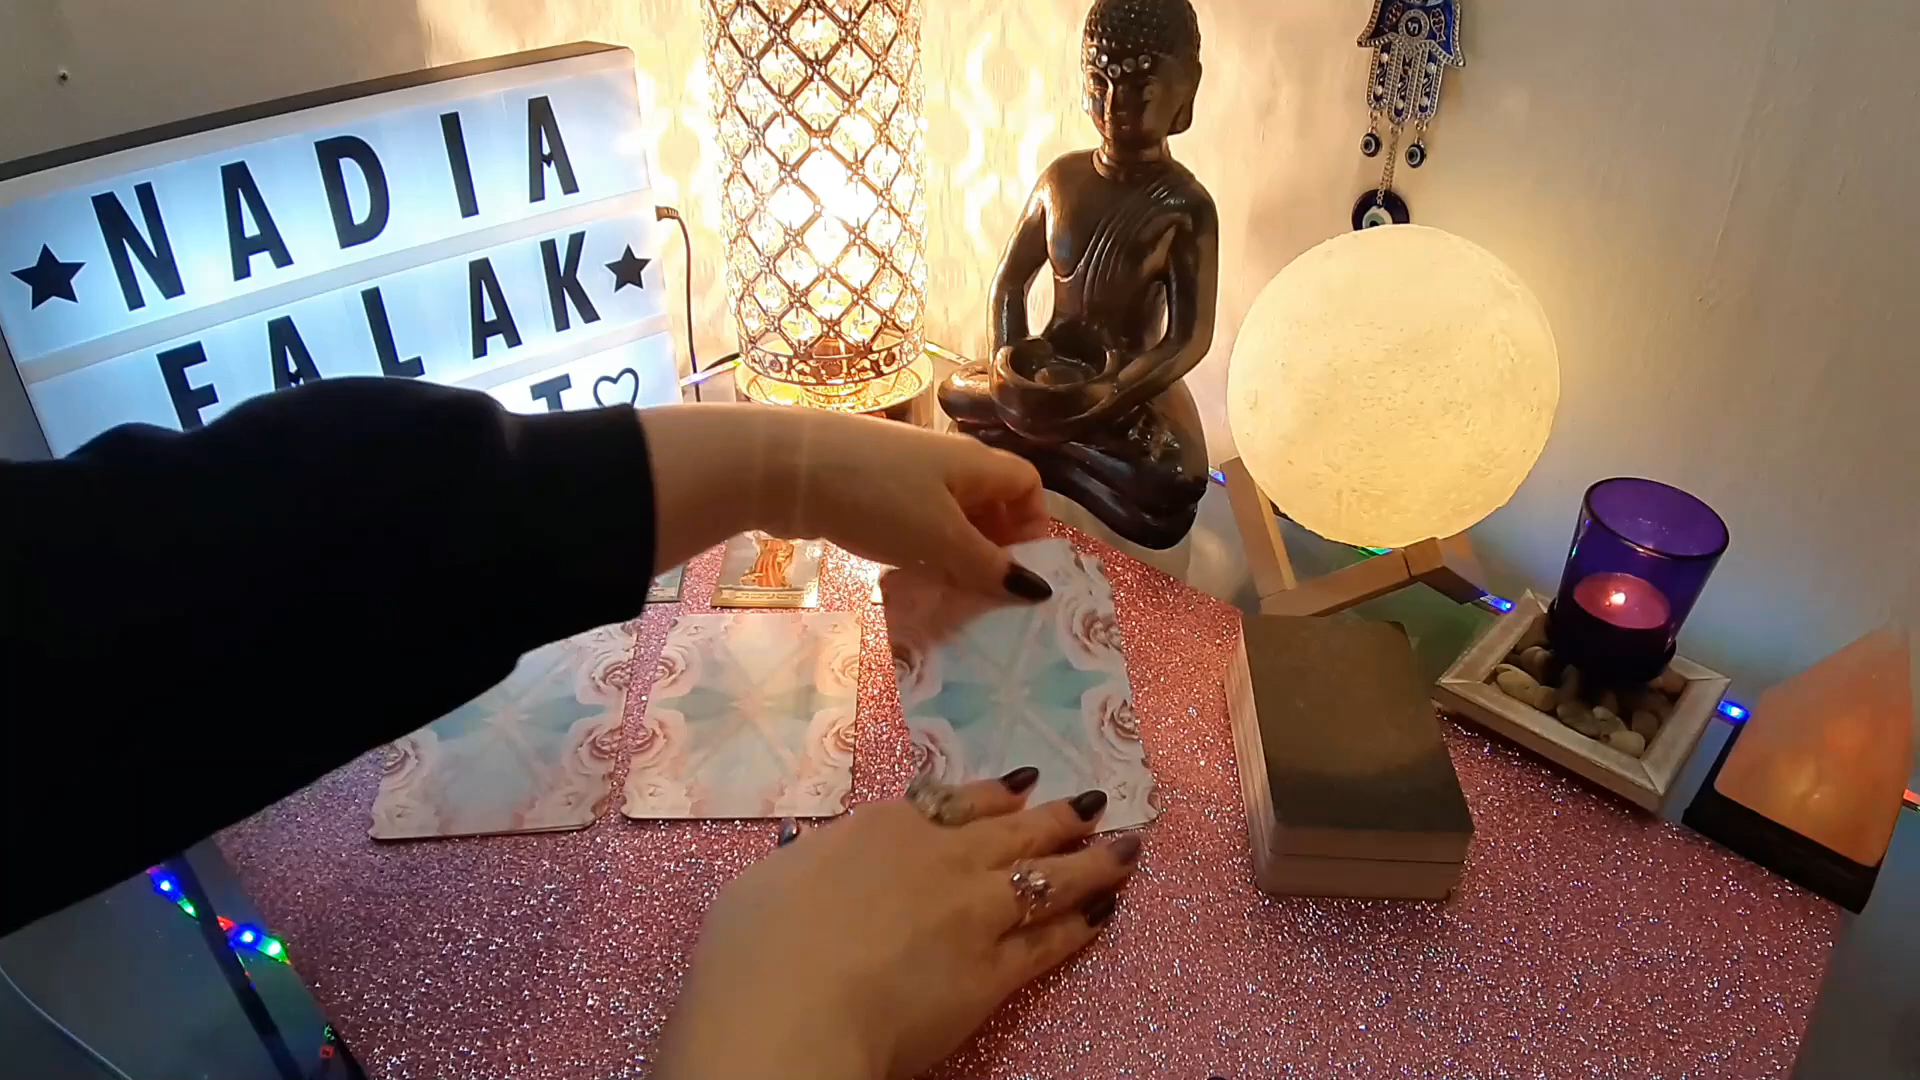 NADIA
★ FALAK ★
T♡